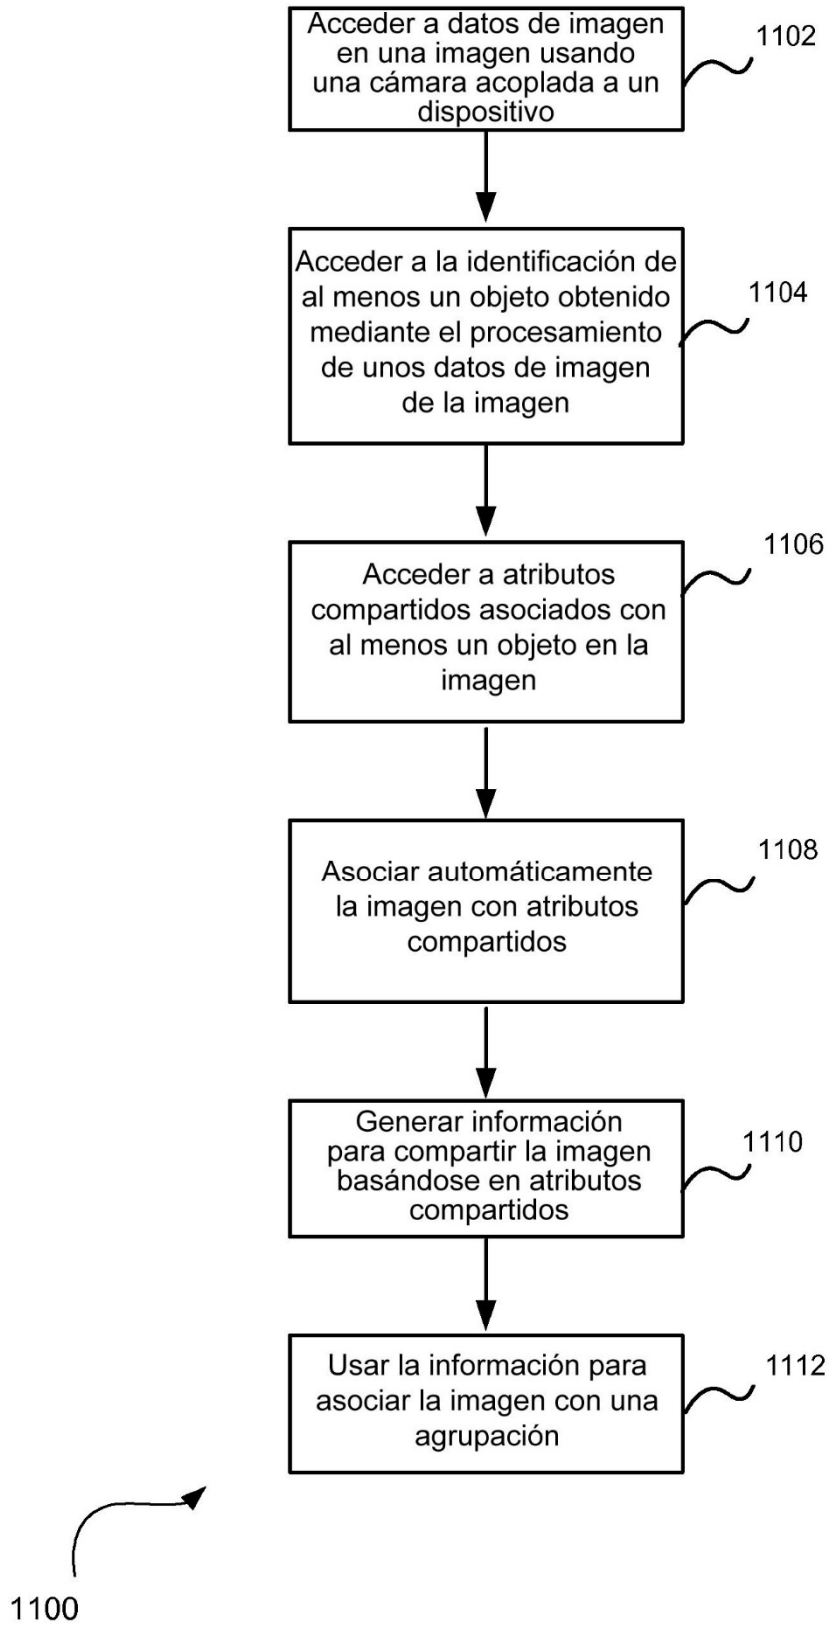 Acceder a datos de imagen
en una imagen usando
una cámara acoplada a un
dispositivo
1102
Acceder a la identificación de
al menos un objeto obtenido
mediante el procesamiento
de unos datos de imagen
de la imagen
1104
Acceder a atributos
compartidos asociados con
al menos un objeto en la
imagen
1106
Asociar automáticamente
la imagen con atributos
compartidos
1108
Generar información
para compartir la imagen
basándose en atributos
compartidos
1110
Usar la información para
asociar la imagen con una
agrupación
1112
1100